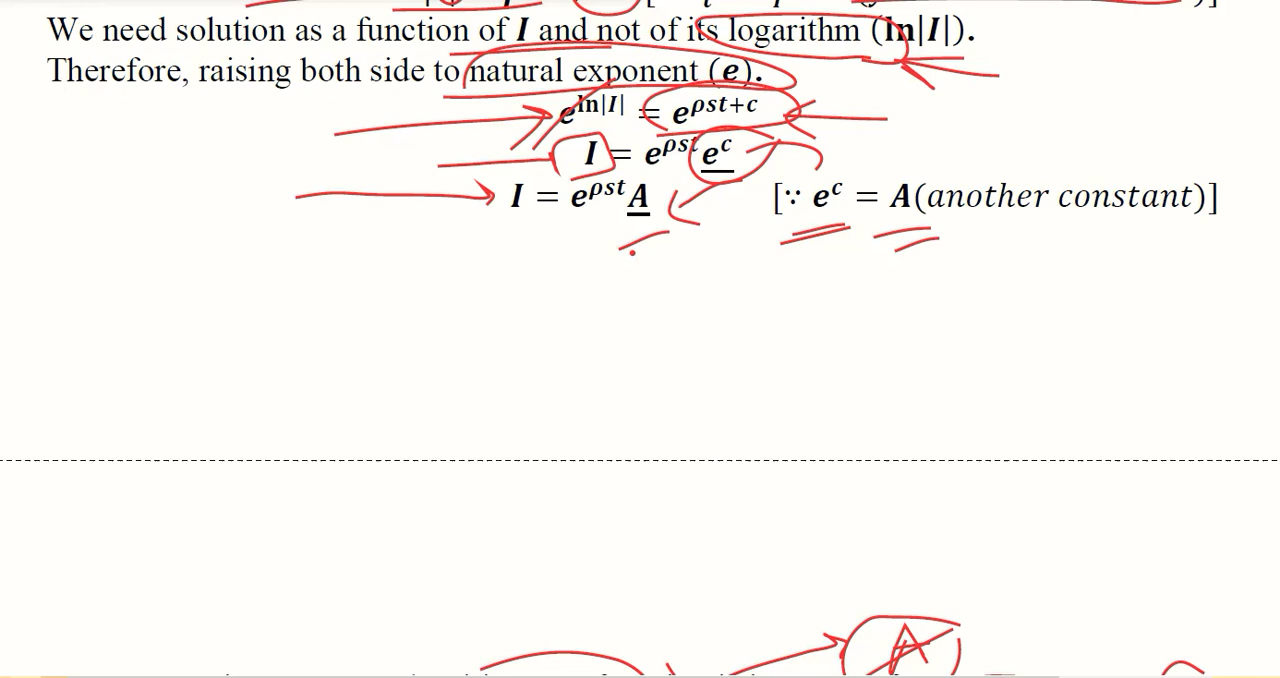 We need solution as a function of I and not of its logarithm (ln|I|).
Therefore, raising both side to natural exponent (e).
e^{ln|I|} = e^{ρst+c}
I = e^{ρst} e^c
I = e^{ρst} A [∵ e^c = A(another constant)]
A